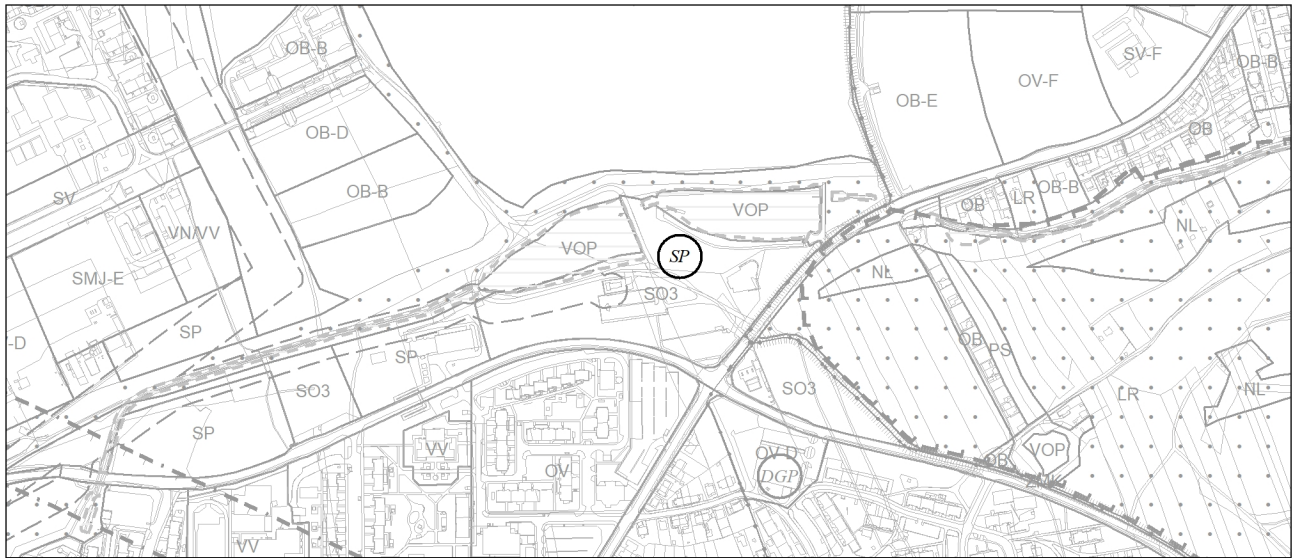 OB-B
SV-F
OB-B
OV-F
OB-E
OB-D
OB
OB-B
OB-B
LR
OB
SV
VOP
NL
VN/VV
VOP
SP
NL
SMJ-E
SO3
SP
OB
PS
-D
SP
SO3
SO3
LR
NL
SP
VV
OV
OV-D
DGP
OB
VOP
VV